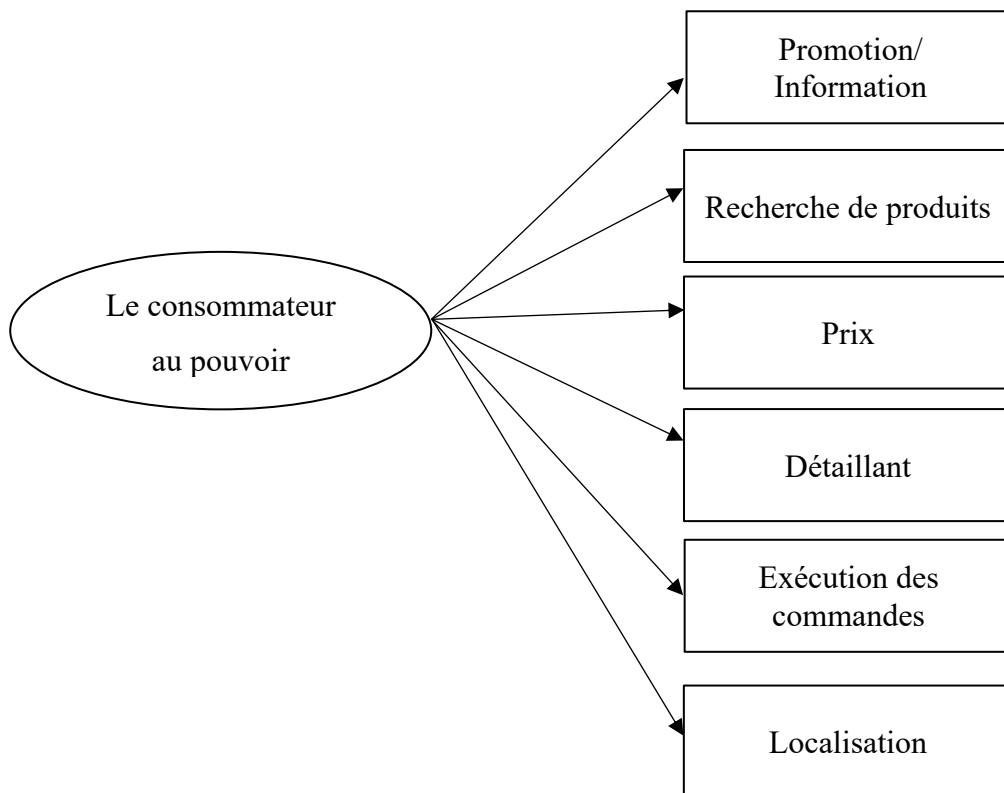 Promotion/
Information
Recherche de produits
Le consommateur
au pouvoir
Prix
Détaillant
Exécution des
commandes
Localisation